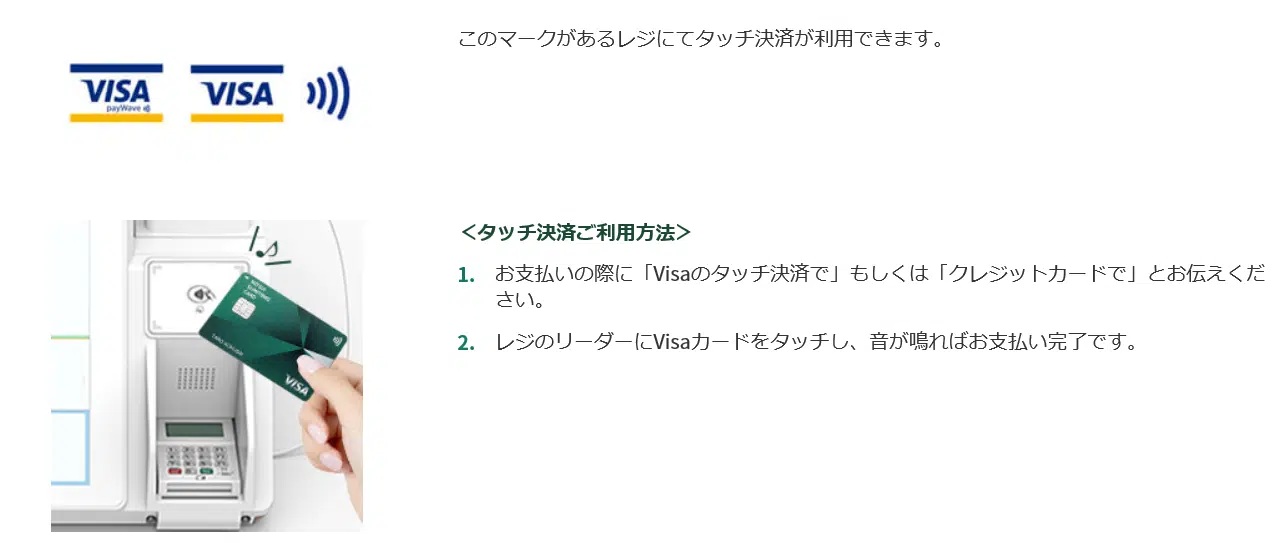 このマークがあるレジにてタッチ決済が利用できます。
VISA
payWave
VISA
＜タッチ決済ご利用方法＞
1. お支払いの際に「Visaのタッチ決済で」もしくは「クレジットカードで」とお伝えくだ
さい。
2. レジのリーダーにVisaカードをタッチし、音が鳴ればお支払い完了です。
VISA